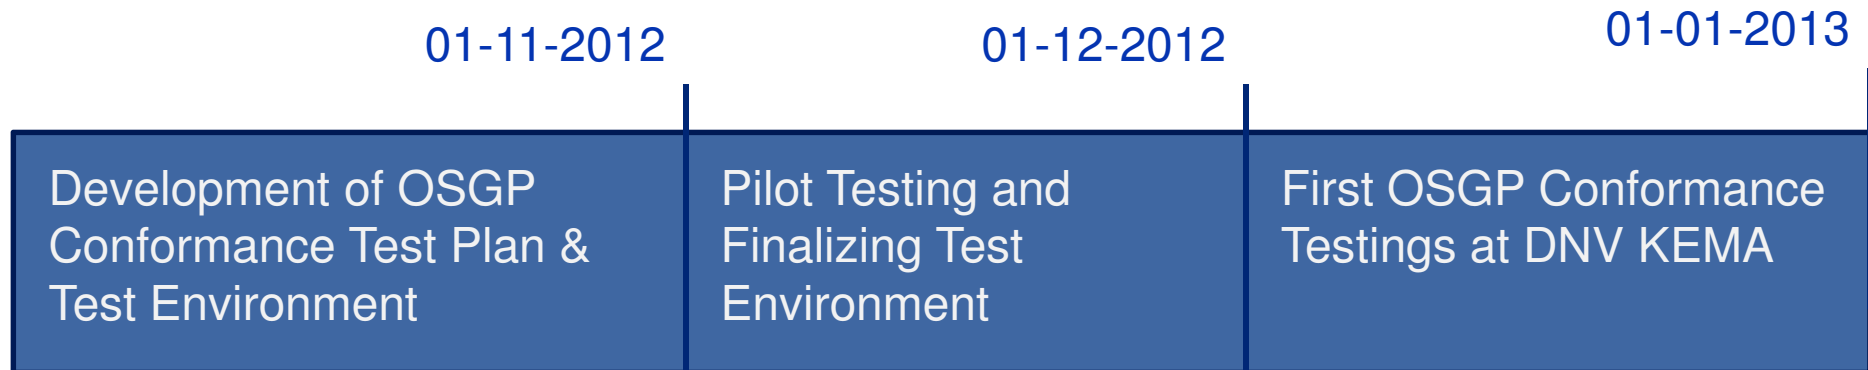 01-11-2012
01-12-2012
01-01-2013
Development of OSGP
Conformance Test Plan &
Test Environment
Pilot Testing and
Finalizing Test
Environment
First OSGP Conformance
Testings at DNV KEMA